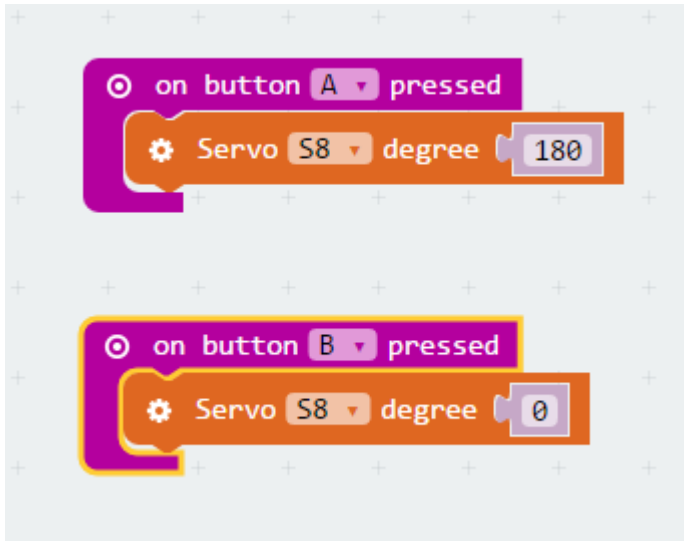 on button A pressed
Servo S8 degree 180
on button B pressed
Servo S8 degree 0